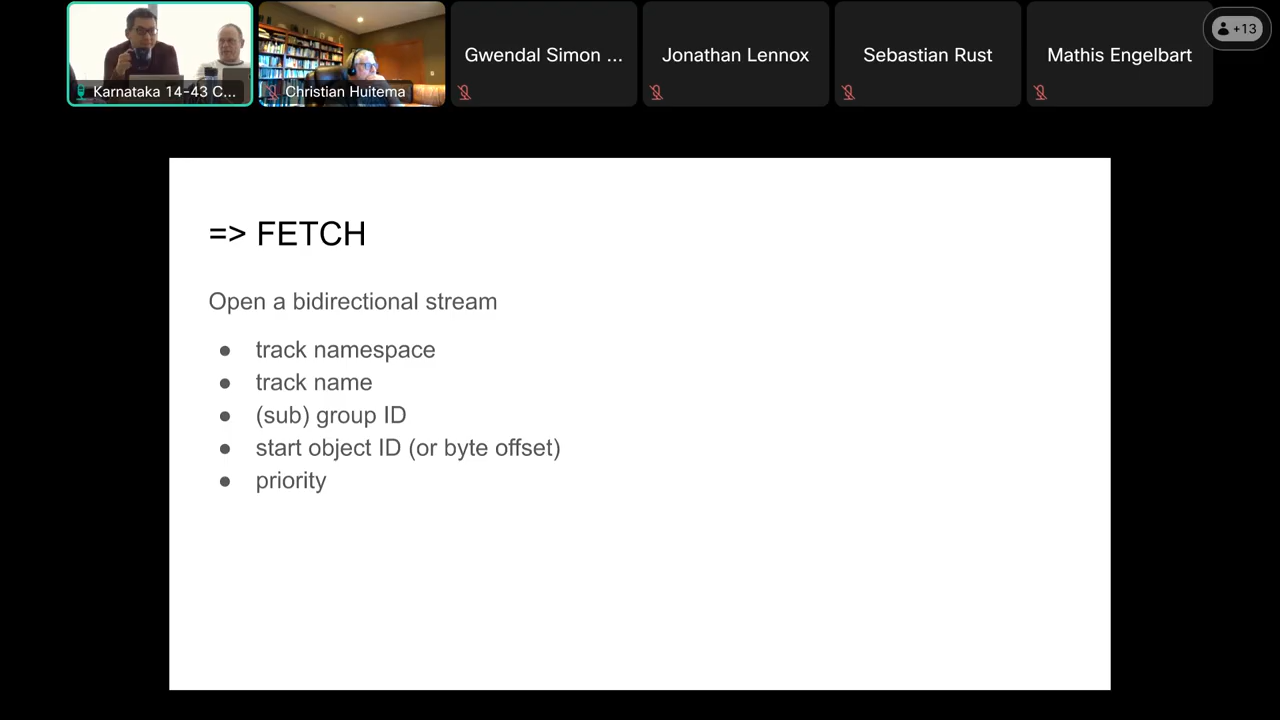 Karnataka 14-43 C...
Christian Huitema
Gwendal Simon ...
Jonathan Lennox
Sebastian Rust
Mathis Engelbart
+13
=> FETCH
Open a bidirectional stream
● track namespace
● track name
● (sub) group ID
● start object ID (or byte offset)
● priority